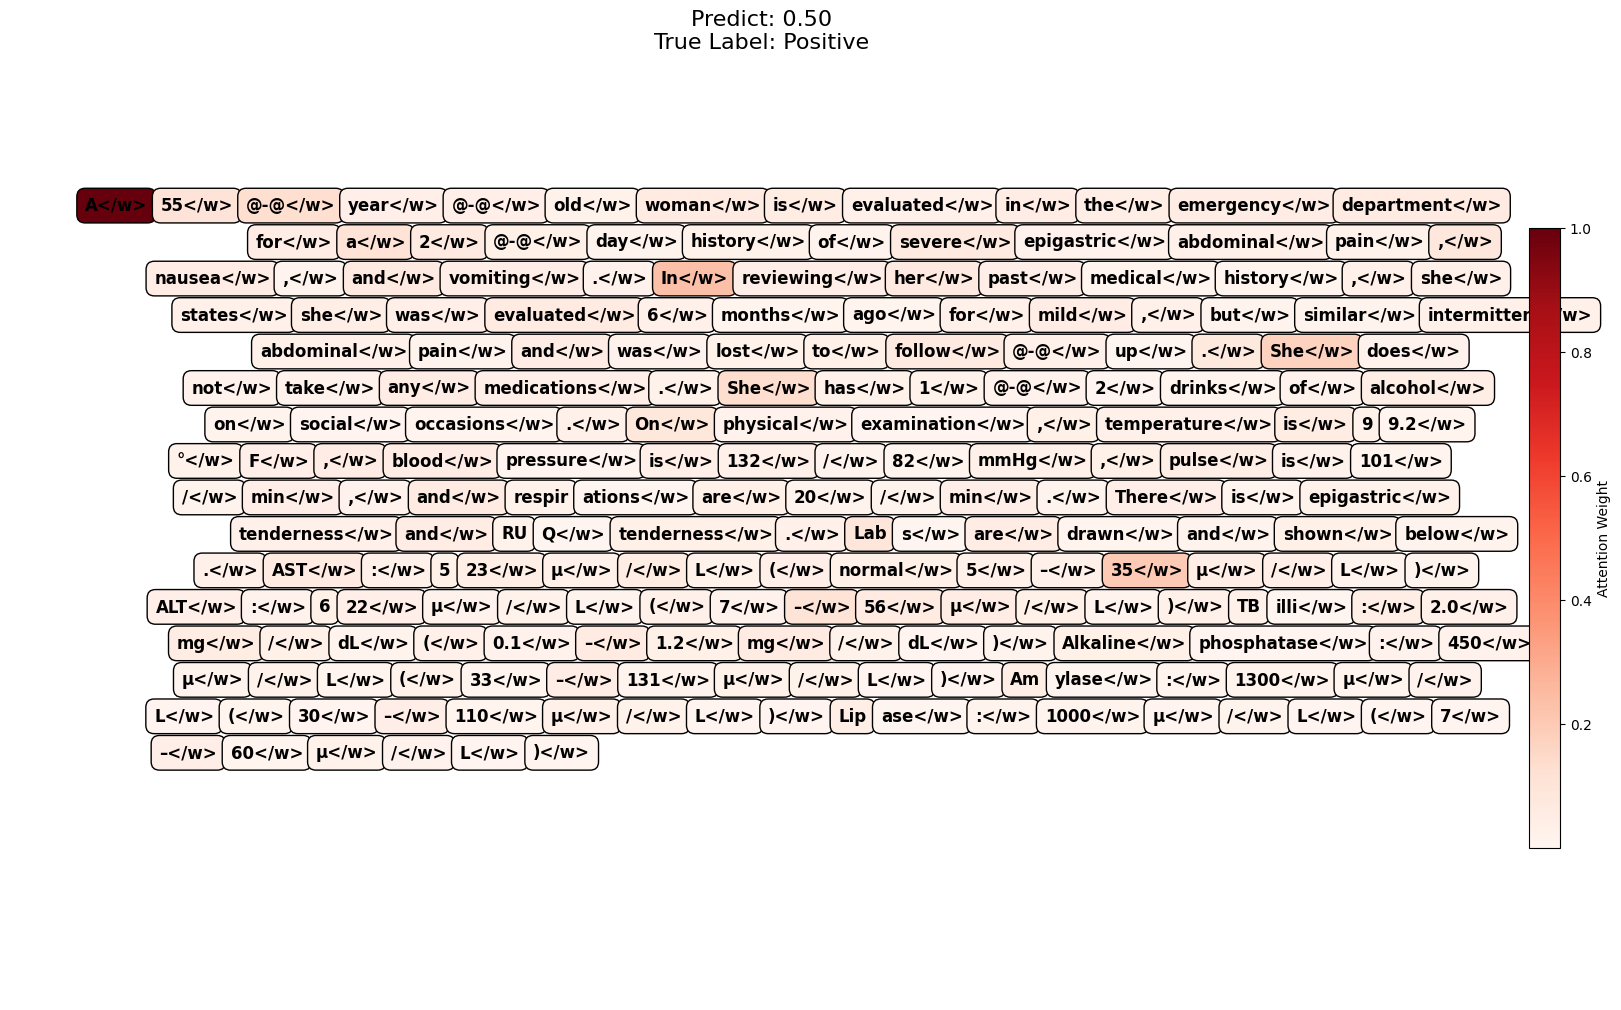 Predict: 0.50
True Label: Positive
A</w> 55</w> @-@</w> year</w> @-@</w> old</w> woman</w> is</w> evaluated</w> in</w> the</w> emergency</w> department</w>
for</w> a</w> 2</w> @-@</w> day</w> history</w> of</w> severe</w> epigastric</w> abdominal</w> pain</w> ,</w>
nausea</w> ,</w> and</w> vomiting</w> .</w> In</w> reviewing</w> her</w> past</w> medical</w> history</w> ,</w> she</w>
states</w> she</w> was</w> evaluated</w> 6</w> months</w> ago</w> for</w> mild</w> ,</w> but</w> similar</w>
abdominal</w> pain</w> and</w> was</w> lost</w> to</w> follow</w> @-@</w> up</w> .</w> She</w> does</w>
not</w> take</w> any</w> medications</w> .</w> She</w> has</w> 1</w> @-@</w> 2</w> drinks</w> of</w> alcohol</w>
on</w> social</w> occasions</w> .</w> On</w> physical</w> examination</w> ,</w> temperature</w> is</w> 9 9.2</w>
°</w> F</w> ,</w> blood</w> pressure</w> is</w> 132</w> /</w> 82</w> mmHg</w> ,</w> pulse</w> is</w> 101</w>
/</w> min</w> ,</w> and</w> respir ations</w> are</w> 20</w> /</w> min</w> .</w> There</w> is</w> epigastric</w>
tenderness</w> and</w> RU Q</w> tenderness</w> .</w> Lab s</w> are</w> drawn</w> and</w> shown</w> below</w>
.</w> AST</w> :</w> 5 23</w> µ</w> /</w> L</w> (</w> normal</w> 5</w> –</w> 35</w> µ</w> /</w> L</w> )</w>
ALT</w> :</w> 6 22</w> µ</w> /</w> L</w> (</w> 7</w> –</w> 56</w> µ</w> /</w> L</w> )</w> TB illi</w> :</w> 2.0</w>
mg</w> /</w> dL</w> (</w> 0.1</w> –</w> 1.2</w> mg</w> /</w> dL</w> )</w> Alkaline</w> phosphatase</w> :</w> 450</w>
µ</w> /</w> L</w> (</w> 33</w> –</w> 131</w> µ</w> /</w> L</w> )</w> Am ylase</w> :</w> 1300</w> µ</w> /</w>
L</w> (</w> 30</w> –</w> 110</w> µ</w> /</w> L</w> )</w> Lip ase</w> :</w> 1000</w> µ</w> /</w> L</w> (</w> 7</w>
–</w> 60</w> µ</w> /</w> L</w> )</w>
1.0
0.8
0.6
0.4
0.2
Attention Weight